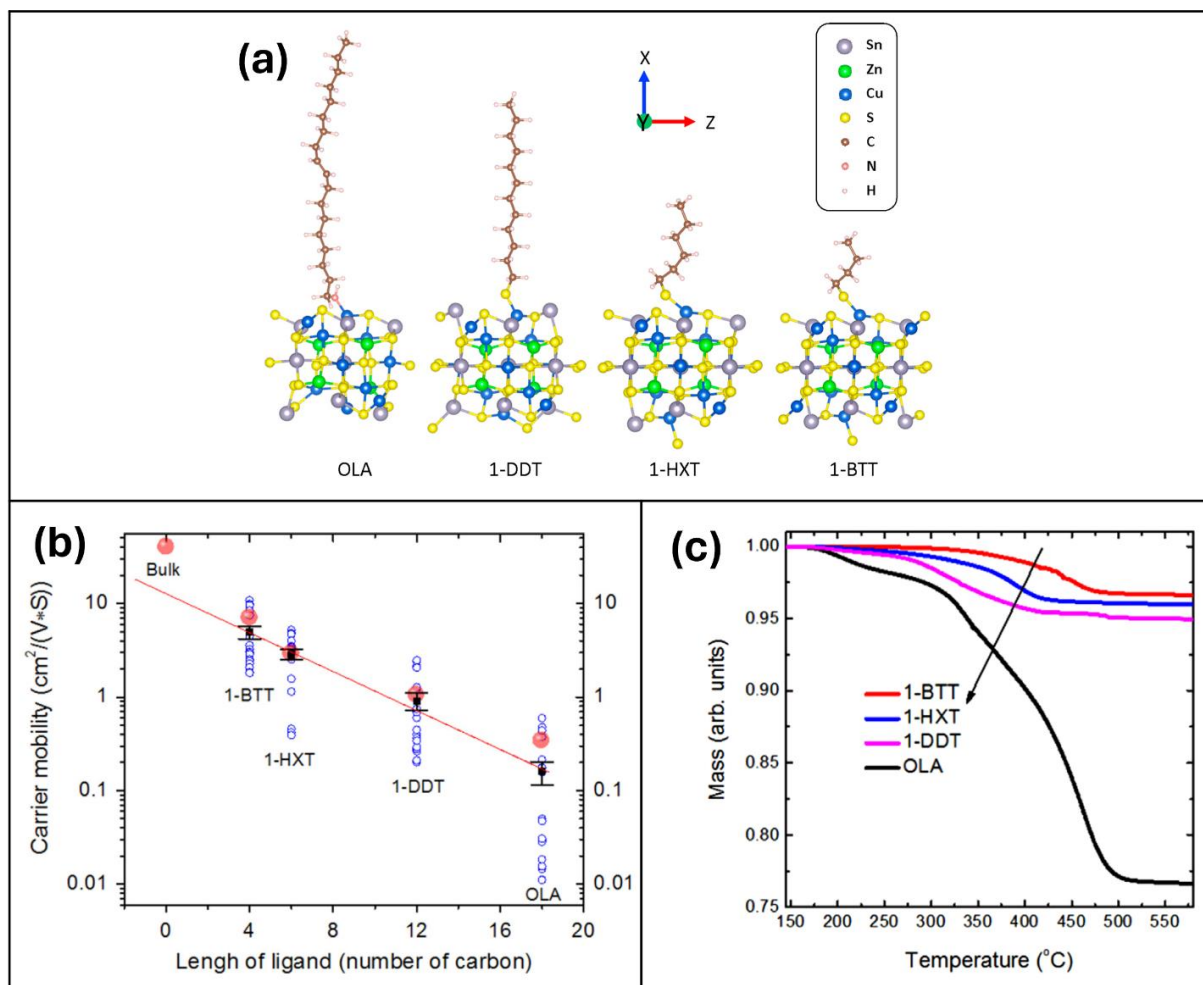 (a)
X
Y
Z
Sn
Zn
Cu
S
C
N
H
OLA
1-DDT
1-HXT
1-BTT
(b)
Carrier mobility (cm²/(V*S))
10
1
0.1
0.01
Bulk
1-BTT
1-HXT
1-DDT
OLA
10
1
0.1
0.01
0 4 8 12 16 20
Lengh of ligand (number of carbon)
(c)
Mass (arb. units)
1.00
0.95
0.90
0.85
0.80
0.75
1-BTT
1-HXT
1-DDT
OLA
150 200 250 300 350 400 450 500 550
Temperature (°C)